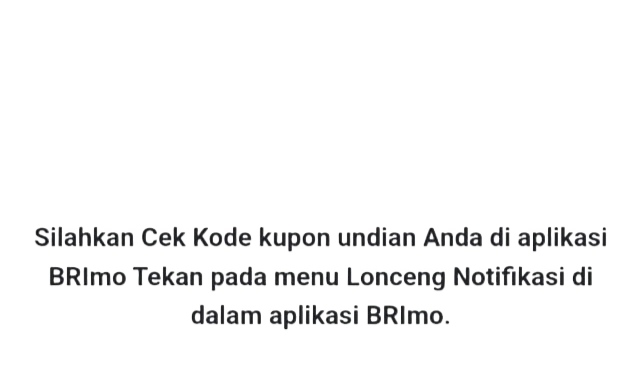 Silahkan Cek Kode kupon undian Anda di aplikasi
BRImo Tekan pada menu Lonceng Notifikasi di
dalam aplikasi BRImo.